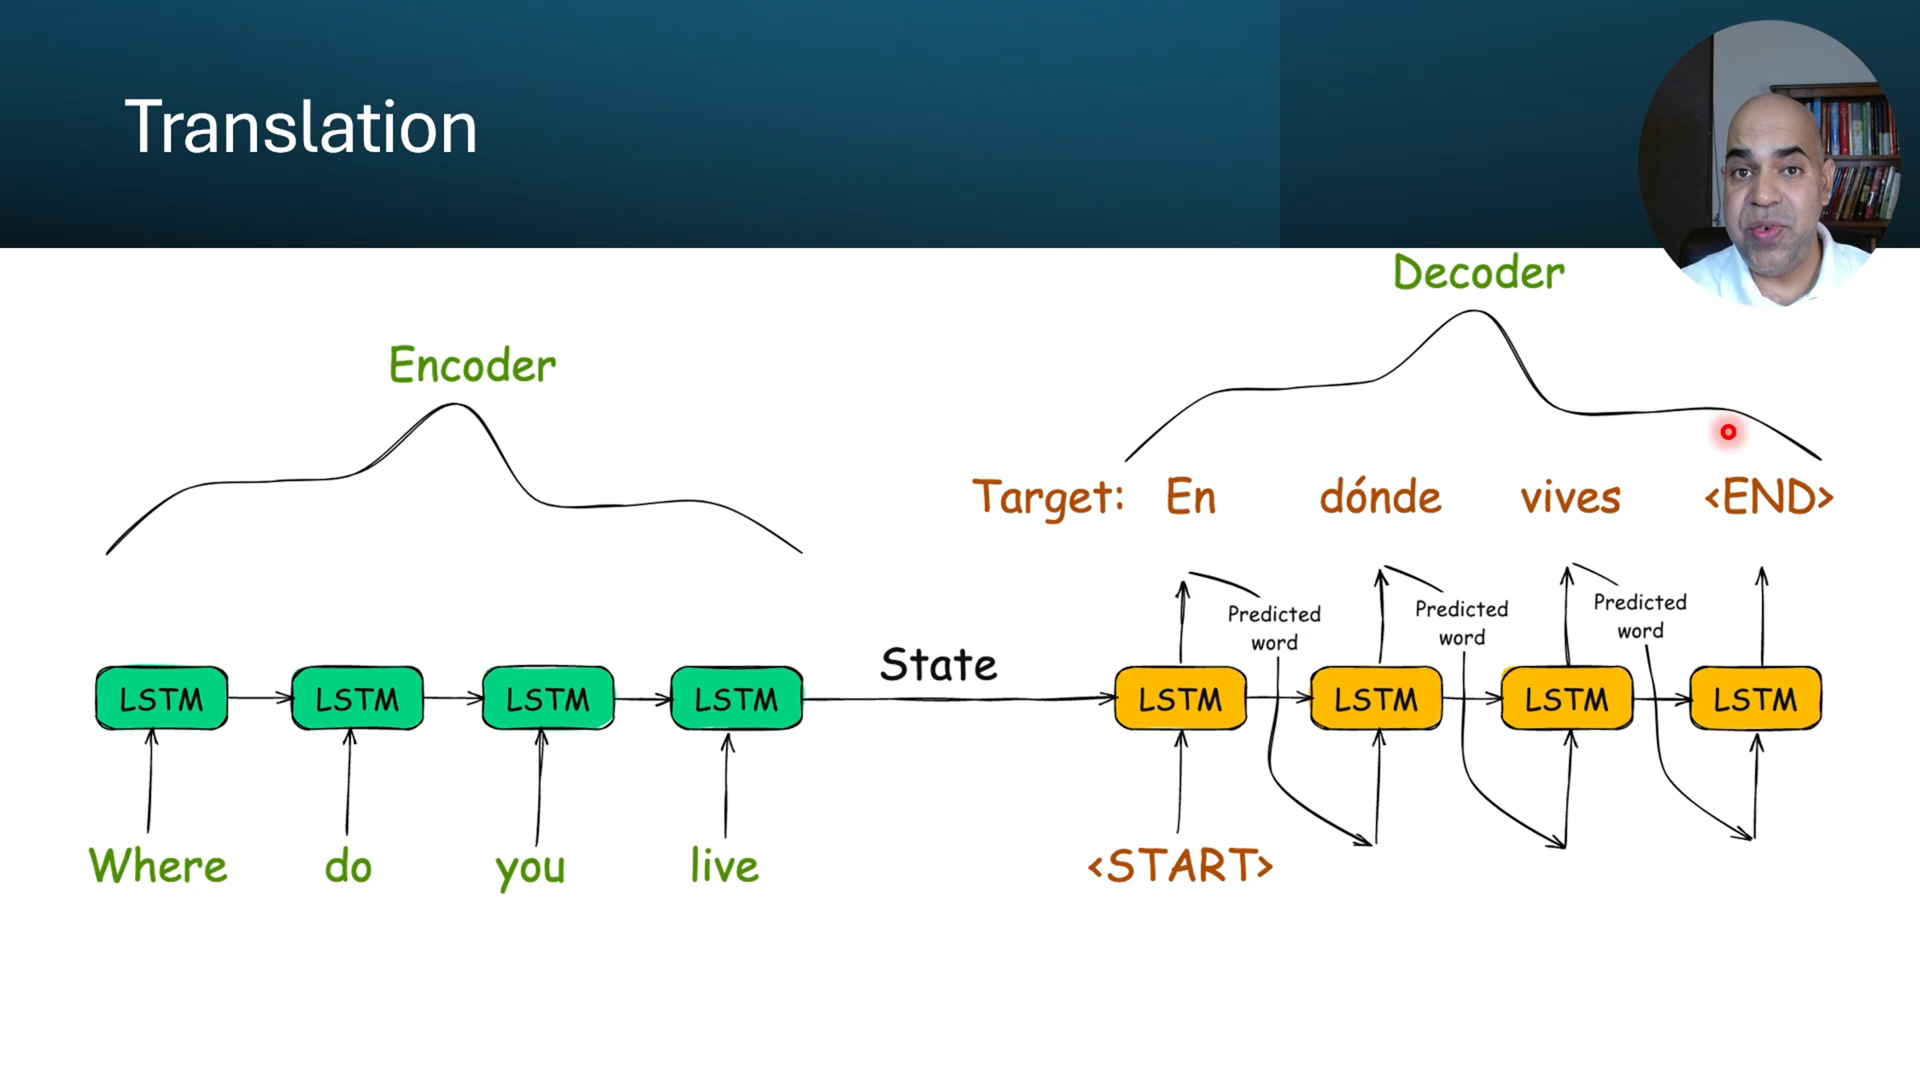 Translation
Decoder
Encoder
Target: En dónde vives <END>
Predicted
word
Predicted
word
Predicted
word
State
LSTM LSTM LSTM LSTM LSTM LSTM LSTM LSTM
Where do you live <START>